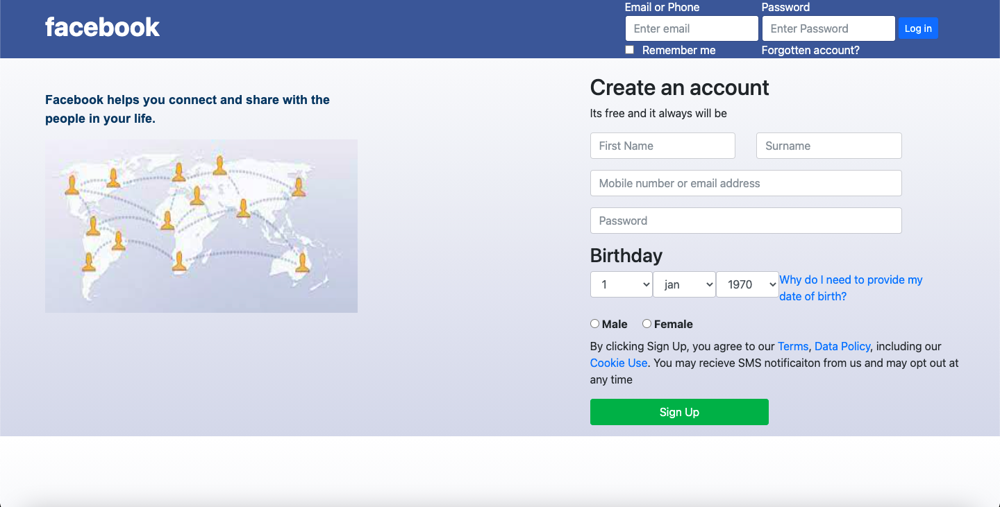 facebook
Email or Phone
Password
Enter email
Enter Password
Log in
Remember me
Forgotten account?
Facebook helps you connect and share with the
people in your life.
Create an account
Its free and it always will be
First Name
Surname
Mobile number or email address
Password
Birthday
1
jan
1970
Why do I need to provide my
date of birth?
Male
Female
By clicking Sign Up, you agree to our Terms, Data Policy, including our
Cookie Use. You may recieve SMS notificaiton from us and may opt out at
any time
Sign Up